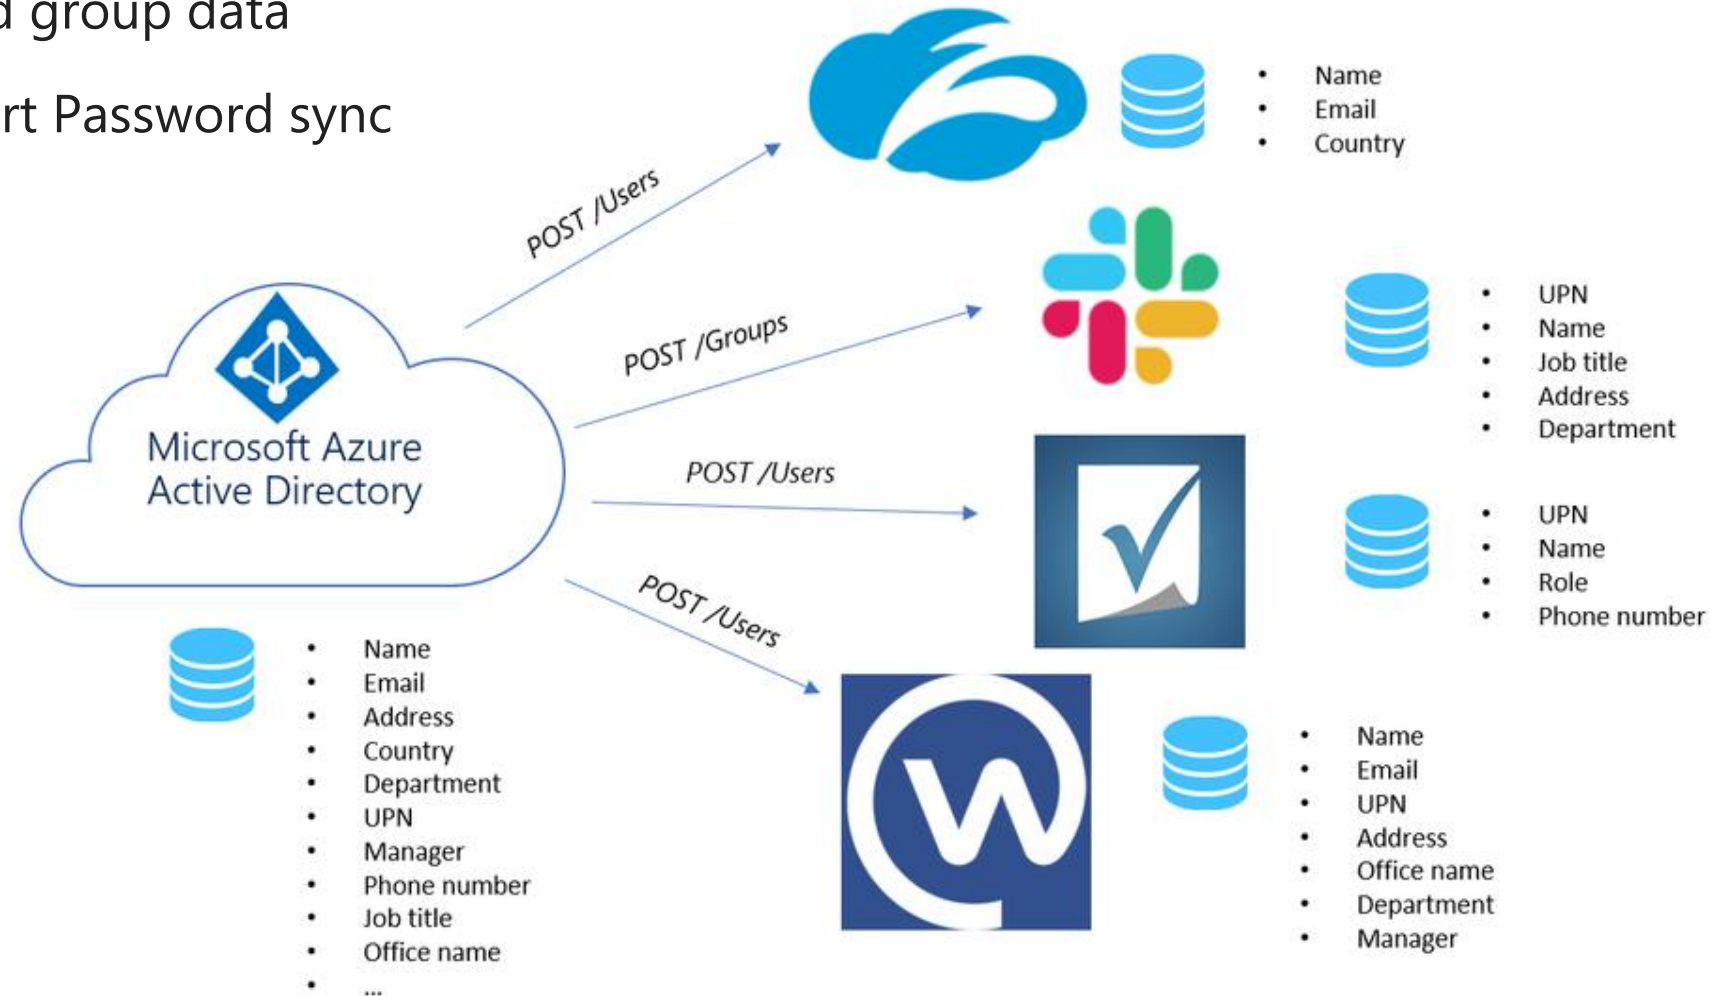 group data
Password sync
Name
Email
Country
POST /Users
UPN
Name
Job title
Address
Department
POST /Groups
Microsoft Azure
Active Directory
POST /Users
UPN
Name
Role
Phone number
POST /Users
Name
Email
Address
Country
Department
UPN
Manager
Phone number
Job title
Office name
...
W
Name
Email
UPN
Address
Office name
Department
Manager